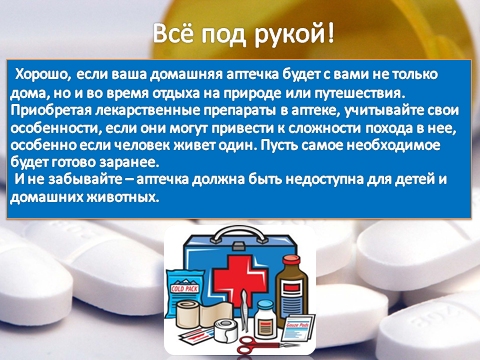 Всё под рукой!
Хорошо, если ваша домашняя аптечка будет с вами не только
дома, но и во время отдыха на природе или путешествия.
Приобретая лекарственные препараты в аптеке, учитывайте свои
особенности, если они могут привести к сложности похода в нее,
особенно если человек живет один. Пусть самое необходимое
будет готово заранее.
И не забывайте – аптечка должна быть недоступна для детей и
домашних животных.
COLD PACK
Gauze Pads